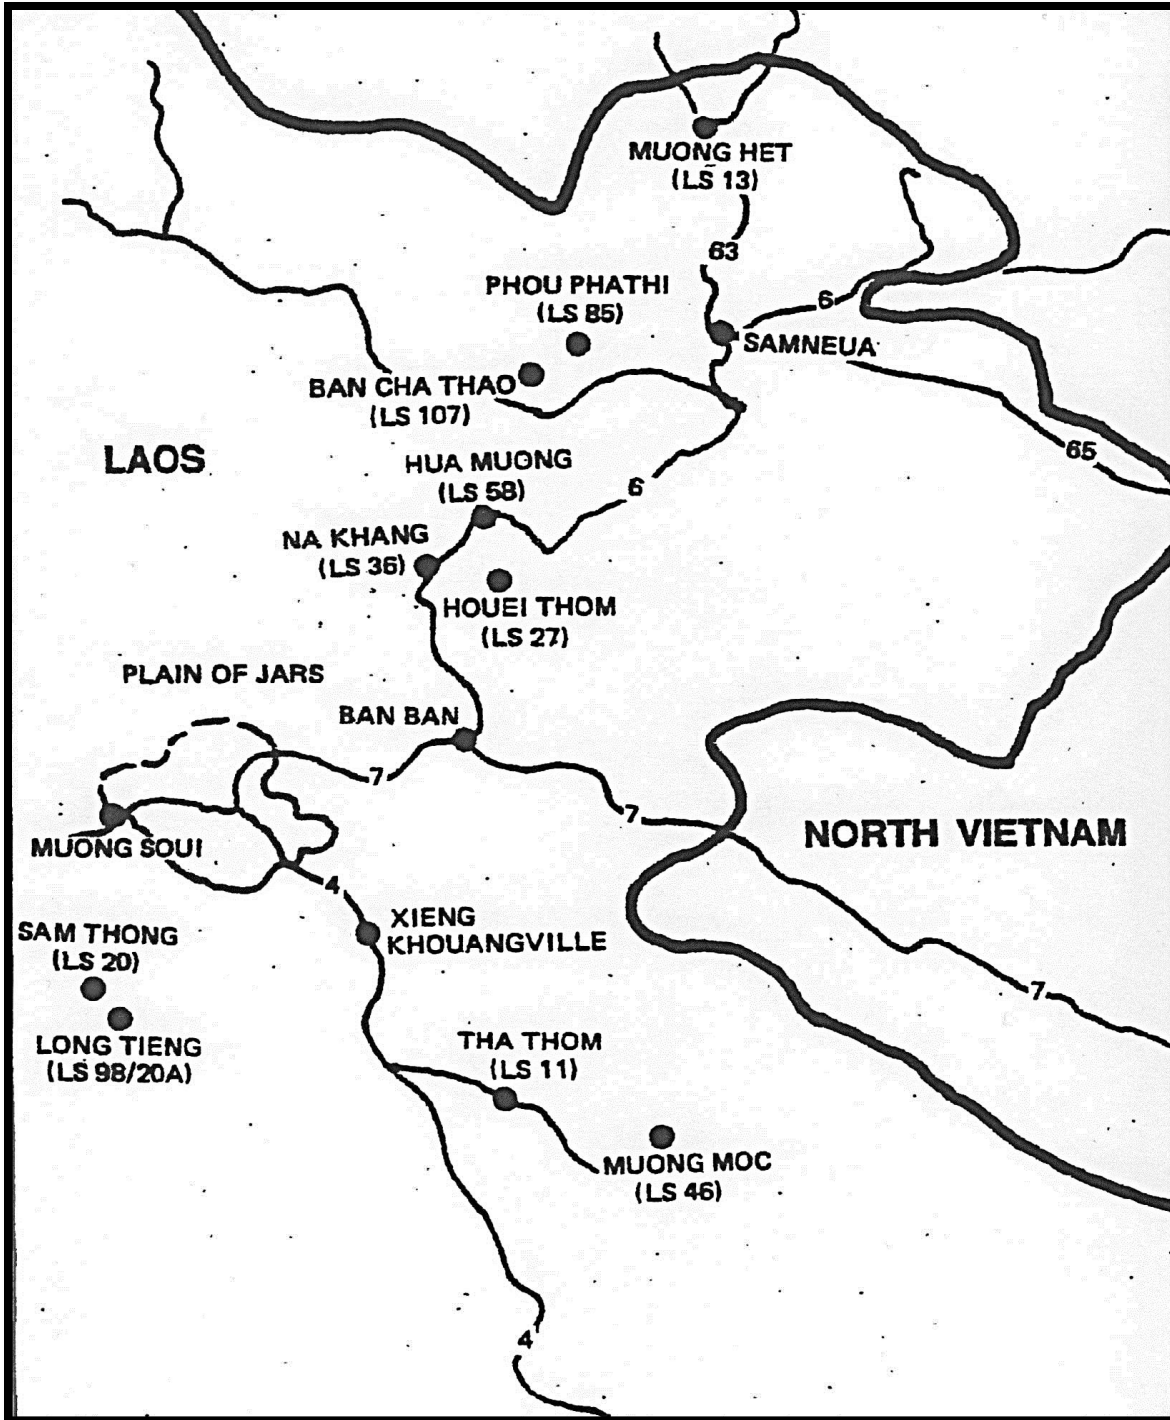 MUONG HET
(LS 13)
63
PHOU PHATHI
(LS 85)
6
SAMNEUA
BAN CHA THAO
(LS 107)
65
LAOS
HUA MUONG
(LS 58)
6
NA KHANG
(LS 36)
HOUEI THOM
(LS 27)
PLAIN OF JARS
BAN BAN
7
7
NORTH VIETNAM
MUONG SOUI
4
SAM THONG
(LS 20)
XIENG
KHOUANGVILLE
7
LONG TIENG
(LS 98/20A)
THA THOM
(LS 11)
MUONG MOC
(LS 46)
4